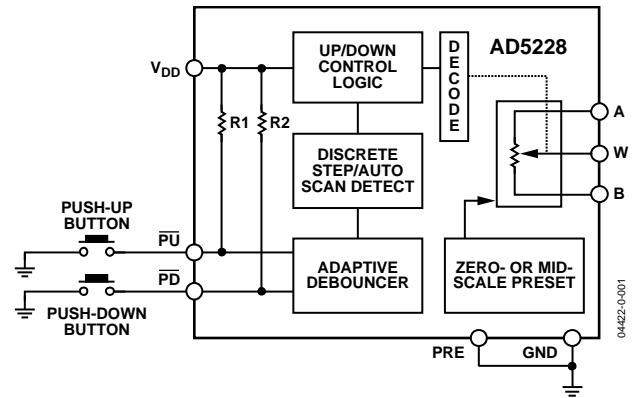 UP/DOWN
CONTROL
LOGIC
DECODE
AD5228
VDD
R1
R2
A
W
B
DISCRETE
STEP/AUTO
SCAN DETECT
PUSH-UP
BUTTON
PU
PD
PUSH-DOWN
BUTTON
ADAPTIVE
DEBOUNCER
ZERO- OR MID-
SCALE PRESET
PRE
GND
04422-0-001